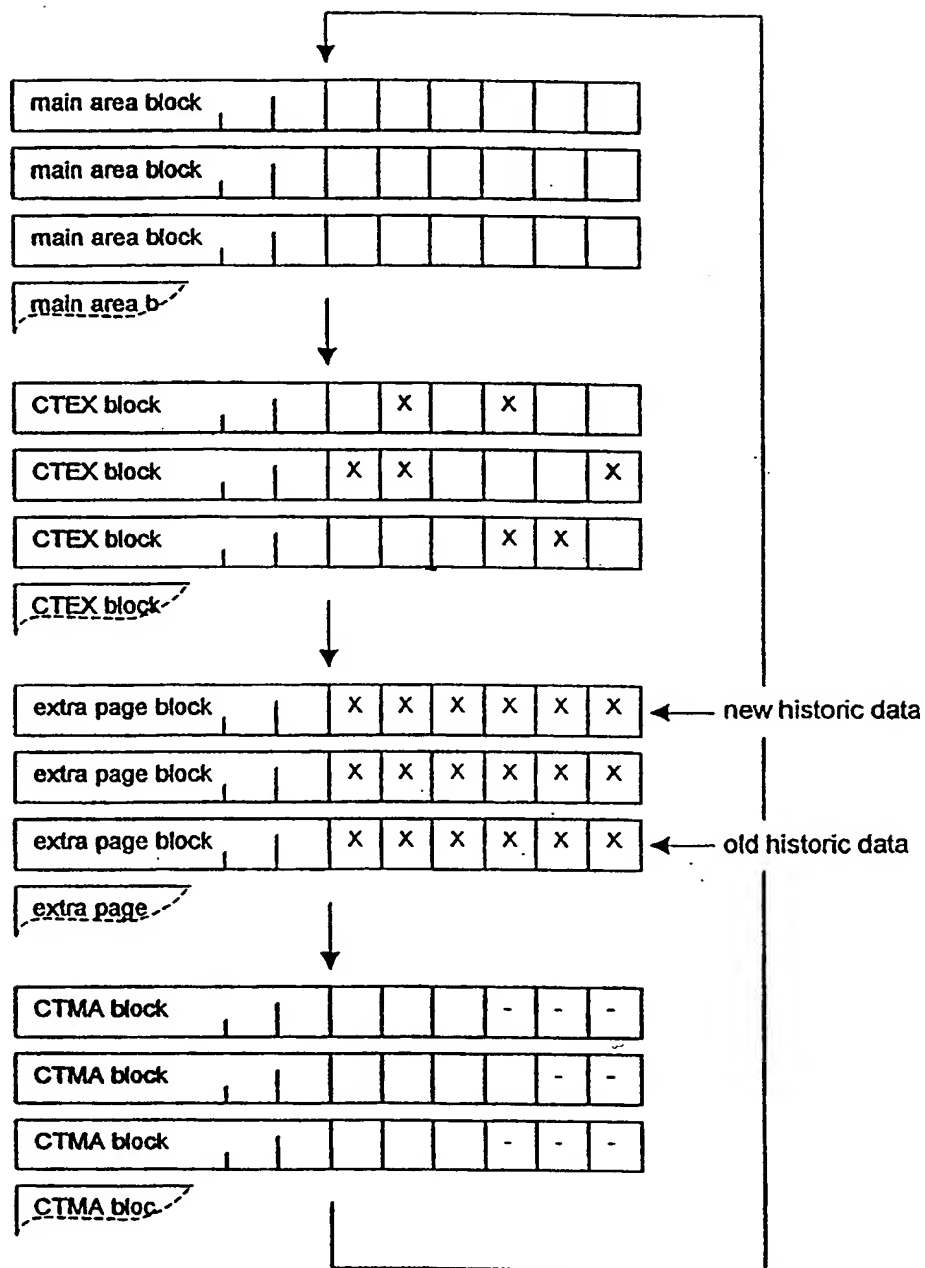 main area block
main area block
main area block
main area b
CTEX block X X
CTEX block X X X
CTEX block X X
CTEX block
extra page block X X X X X X new historic data
extra page block X X X X X X
extra page block X X X X X X old historic data
extra page
CTMA block - - -
CTMA block - -
CTMA block - - -
CTMA bloc